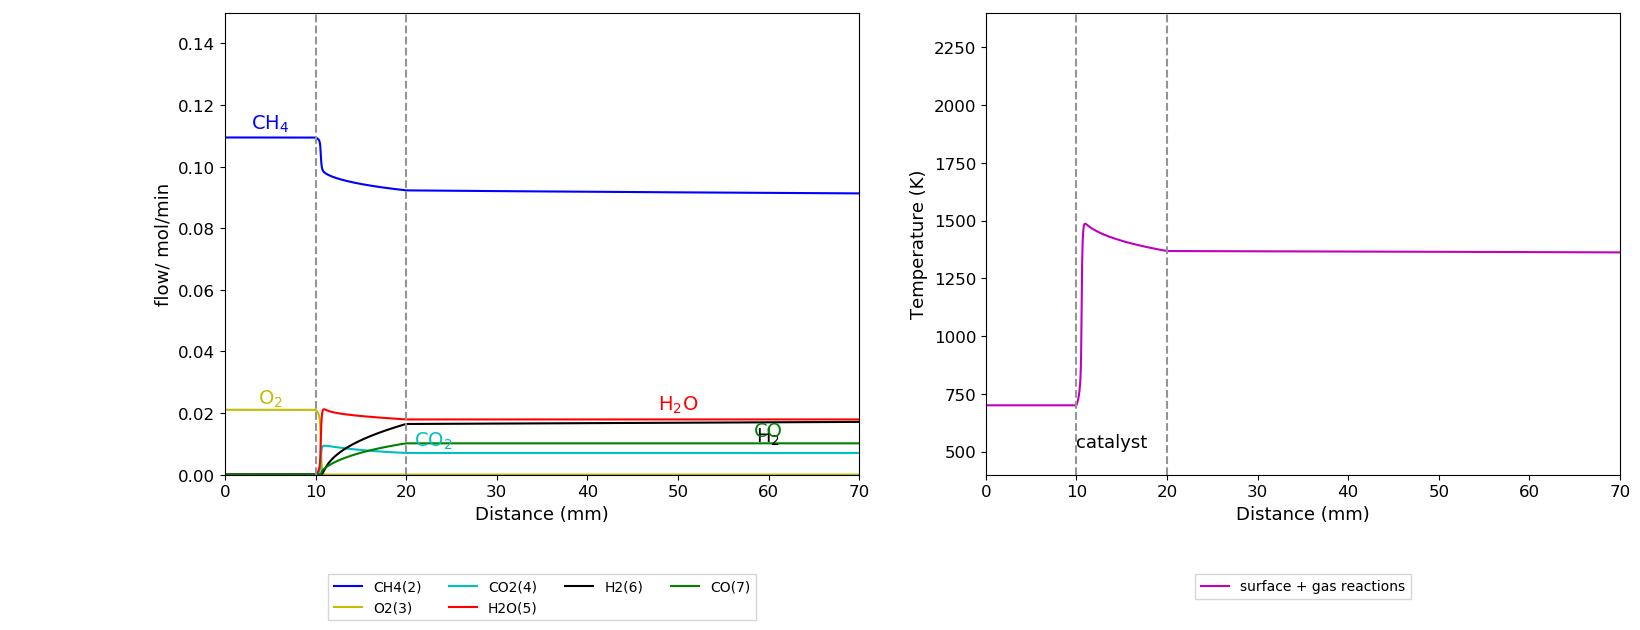 0.14
0.12
0.10
0.08
0.06
0.04
0.02
0.00
flow/ mol/min
CH₄
O₂
CO₂
H₂O
CO
H₂
0 10 20 30 40 50 60 70
Distance (mm)
CH4(2) CO2(4) H2(6) CO(7)
O2(3) H2O(5)
2250
2000
1750
1500
1250
1000
750
500
Temperature (K)
catalyst
0 10 20 30 40 50 60 70
Distance (mm)
surface + gas reactions